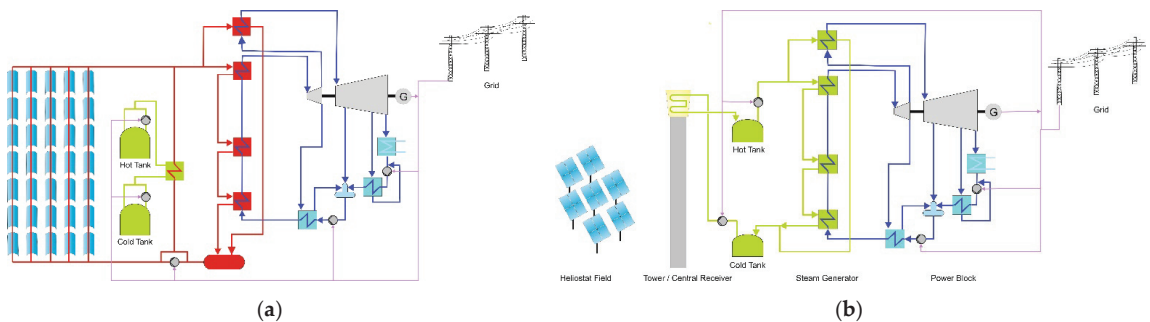 Grid
Hot Tank
Cold Tank
G
(a)
Grid
Hot Tank
Cold Tank
G
Heliostat Field
Tower / Central Receiver
Steam Generator
Power Block
(b)